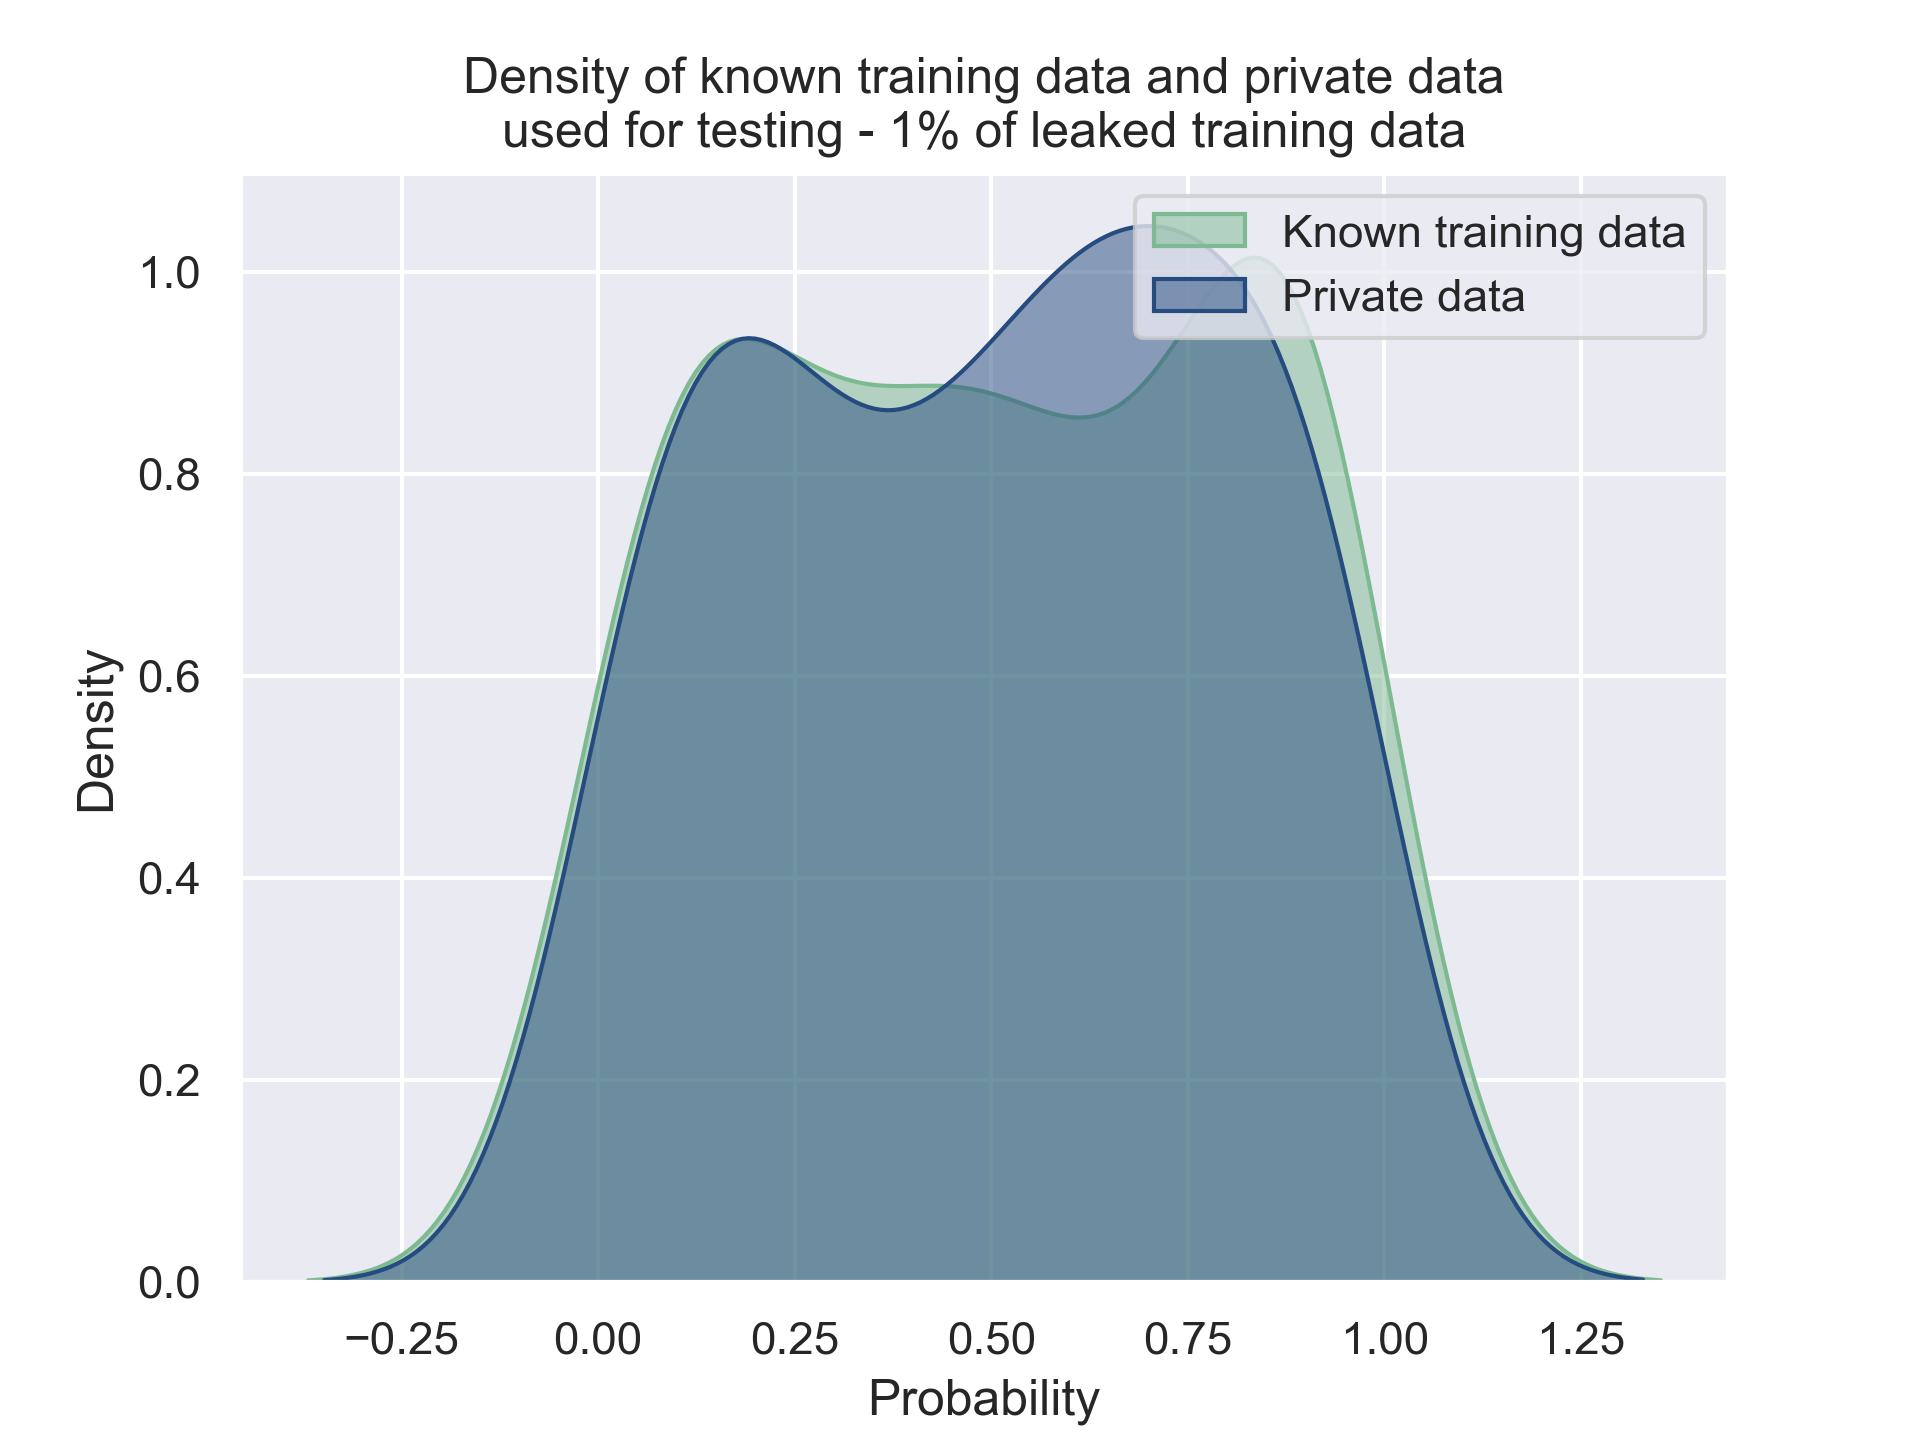 Density of known training data and private data
used for testing - 1% of leaked training data
Known training data
Private data
Density
1.0
0.8
0.6
0.4
0.2
0.0
−0.25 0.00 0.25 0.50 0.75 1.00 1.25
Probability